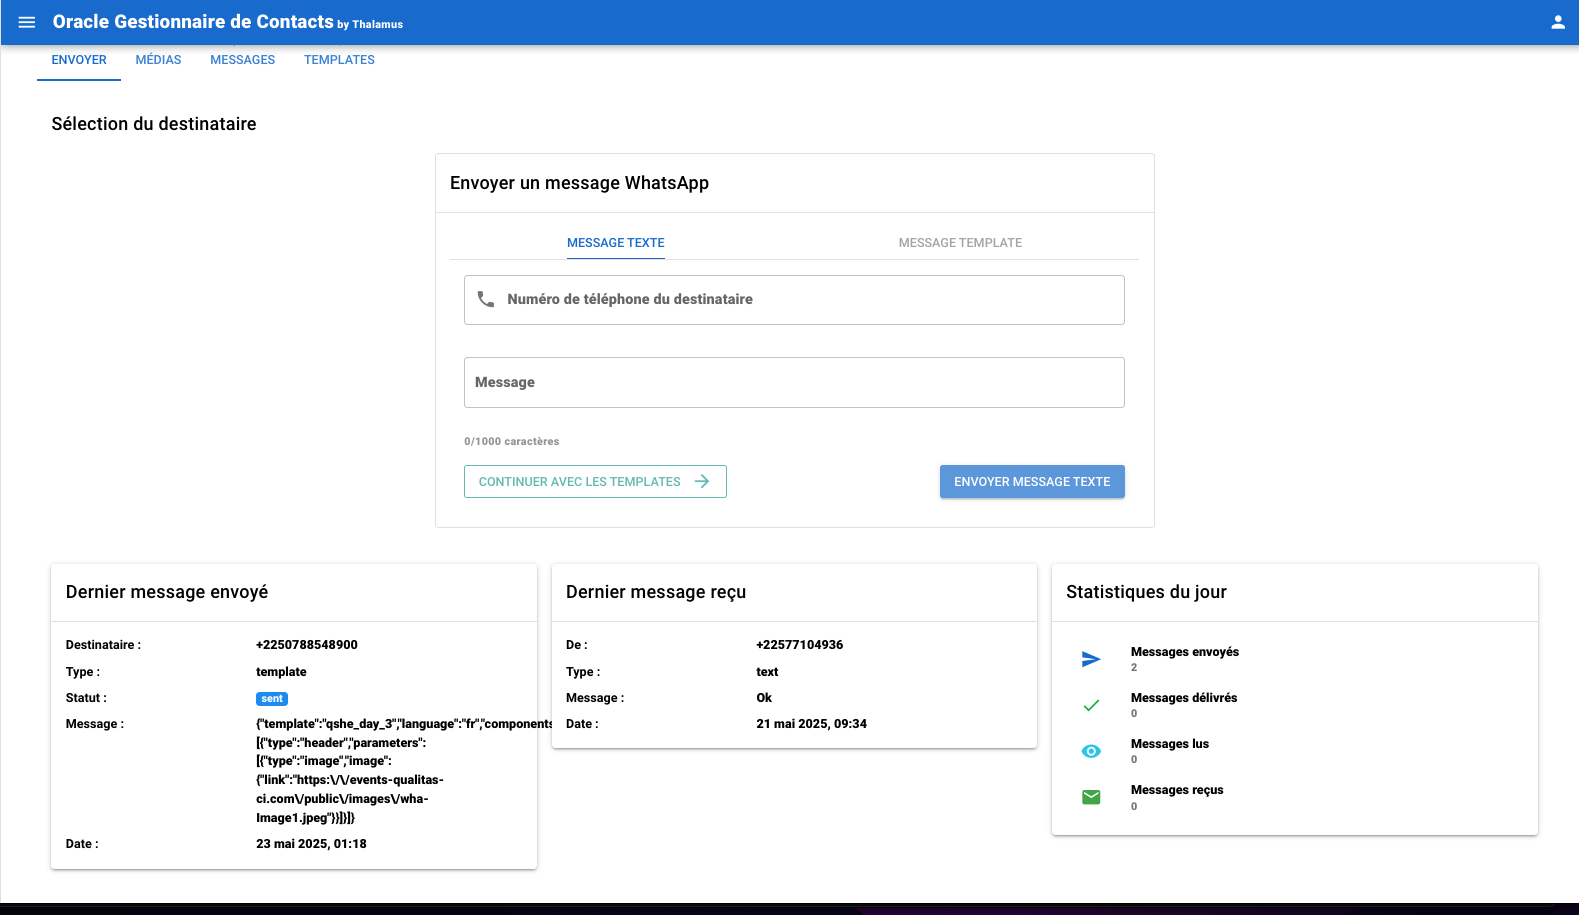 Oracle Gestionnaire de Contacts by Thalamus
ENVOYER MÉDIAS MESSAGES TEMPLATES
Sélection du destinataire
Envoyer un message WhatsApp
MESSAGE TEXTE MESSAGE TEMPLATE
Numéro de téléphone du destinataire
Message
0/1000 caractères
CONTINUER AVEC LES TEMPLATES ENVOYER MESSAGE TEXTE
Dernier message envoyé
Destinataire : +2250788548900
Type : template
Statut : sent
Message : {"template":"qshe_day_3","language":"fr","components
[{"type":"header","parameters":
[{"type":"image","image":
{"link":"https:\/\/events-qualitas-
ci.com\/public\/images\/wha-
Image1.jpeg"}}]}]}
Date : 23 mai 2025, 01:18
Dernier message reçu
De : +22577104936
Type : text
Message : Ok
Date : 21 mai 2025, 09:34
Statistiques du jour
Messages envoyés
2
Messages délivrés
0
Messages lus
0
Messages reçus
0